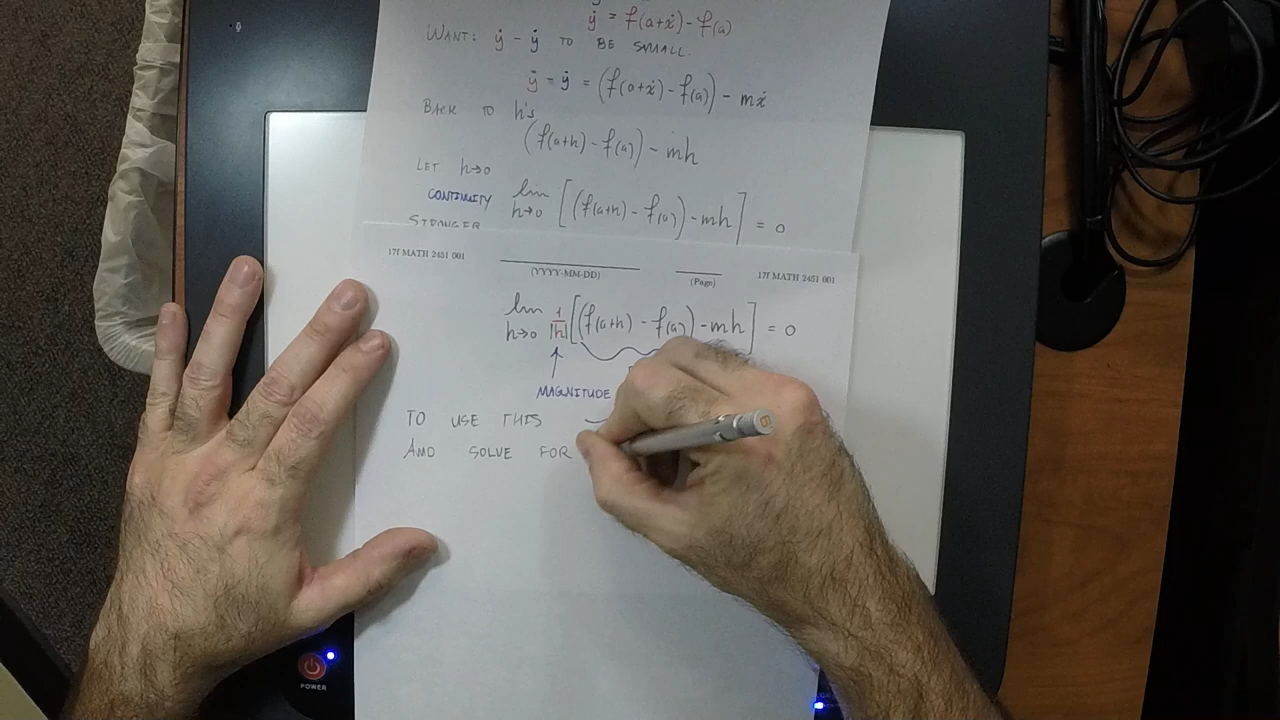 ẏ = f(a+ẋ) - f(a)
WANT: ẏ - ẏ TO BE SMALL.
ẏ - ẏ = (f(a+ẋ) - f(a)) - mẋ
BACK TO h's
(f(a+h) - f(a)) - mh
LET h→0
CONTINUITY lim h→0 [(f(a+h) - f(a)) - mh] = 0
STRONGER
17f MATH 2451 001 (YYYY-MM-DD) (Page) 17f MATH 2451 001
lim h→0 1/|h| [(f(a+h) - f(a)) - mh] = 0
MAGNITUDE
TO USE THIS
AND SOLVE FOR
POWER